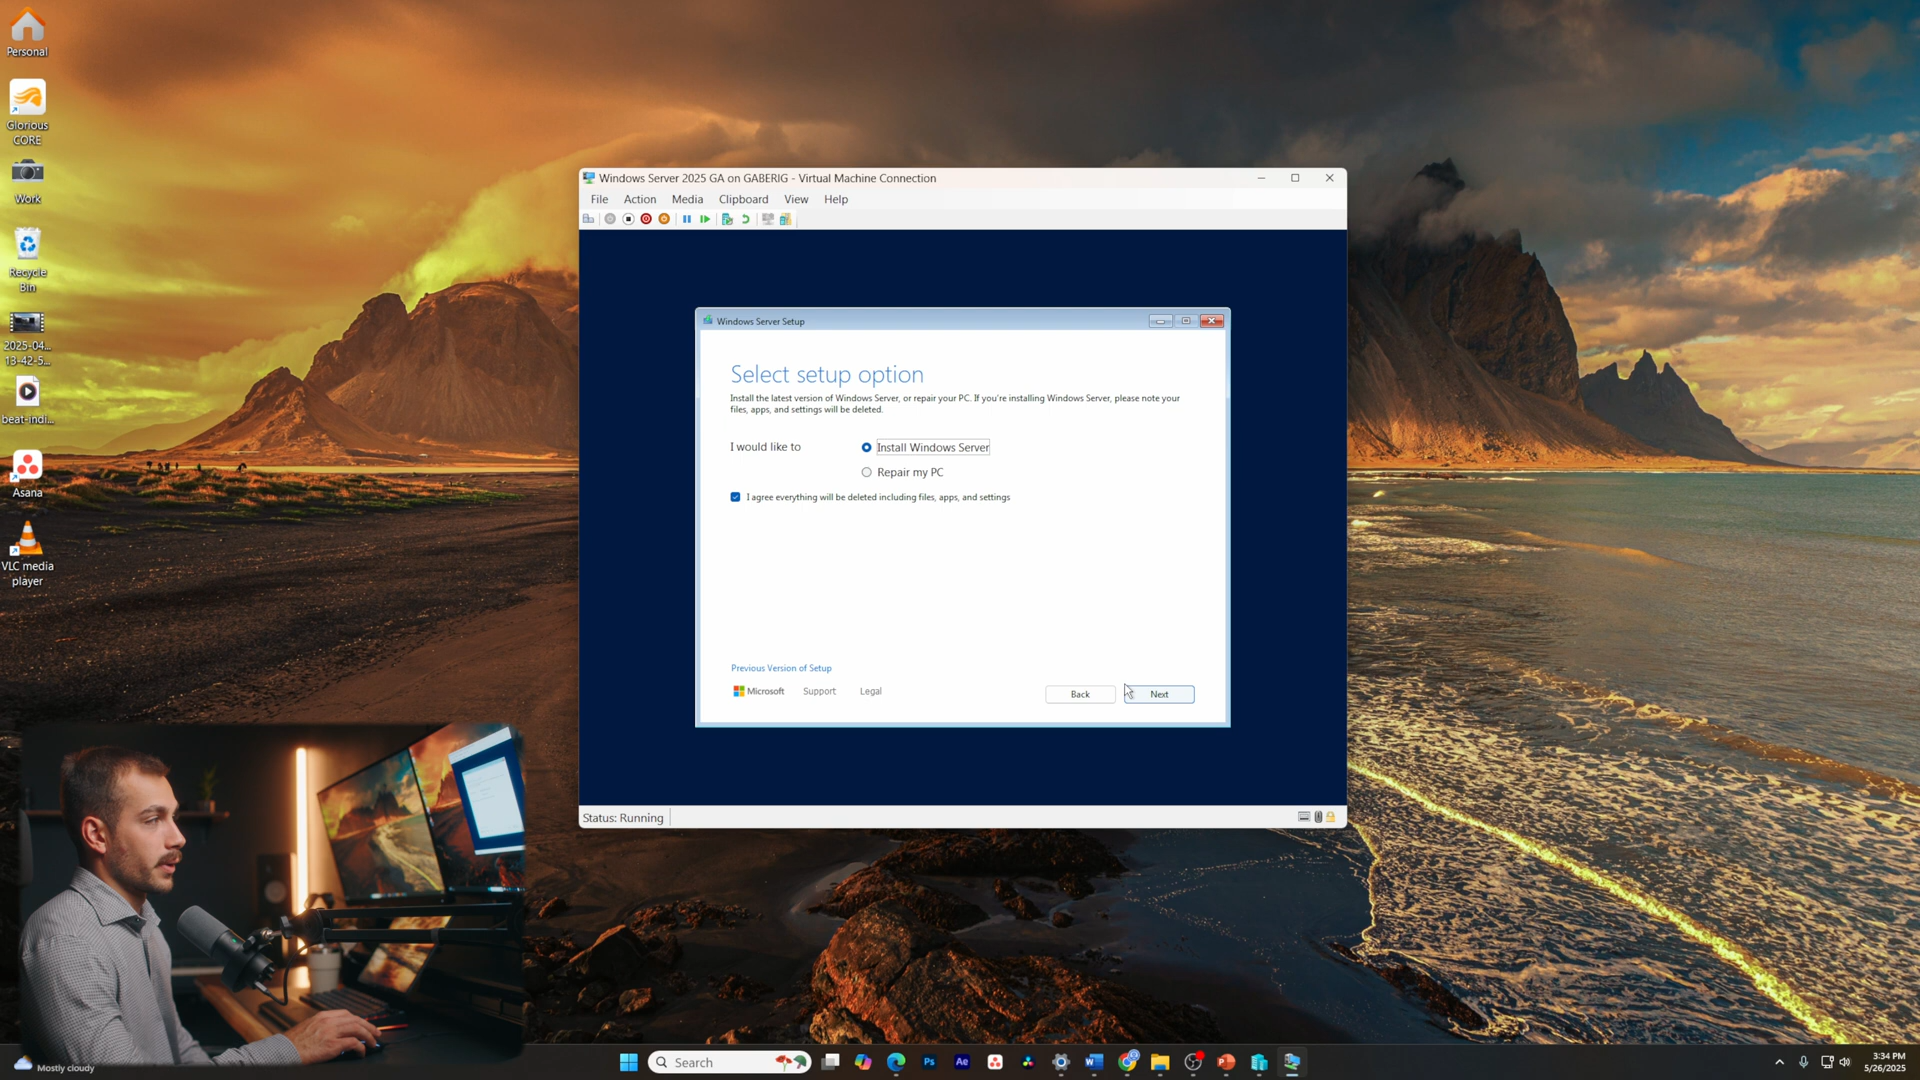 Personal
Glorious
CORE
Work
Recycle
Bin
2025-04...
13-42-5...
beat-indi...
Asana
VLC media
player
Windows Server 2025 GA on GABERIG - Virtual Machine Connection
File Action Media Clipboard View Help
Windows Server Setup
Select setup option
Install the latest version of Windows Server, or repair your PC. If you're installing Windows Server, please note your
files, apps, and settings will be deleted.
I would like to
Install Windows Server
Repair my PC
I agree everything will be deleted including files, apps, and settings
Previous Version of Setup
Microsoft Support Legal
Back Next
Status: Running
Mostly cloudy
Search
Ps
Ae
W
P
3:34 PM
5/26/2025